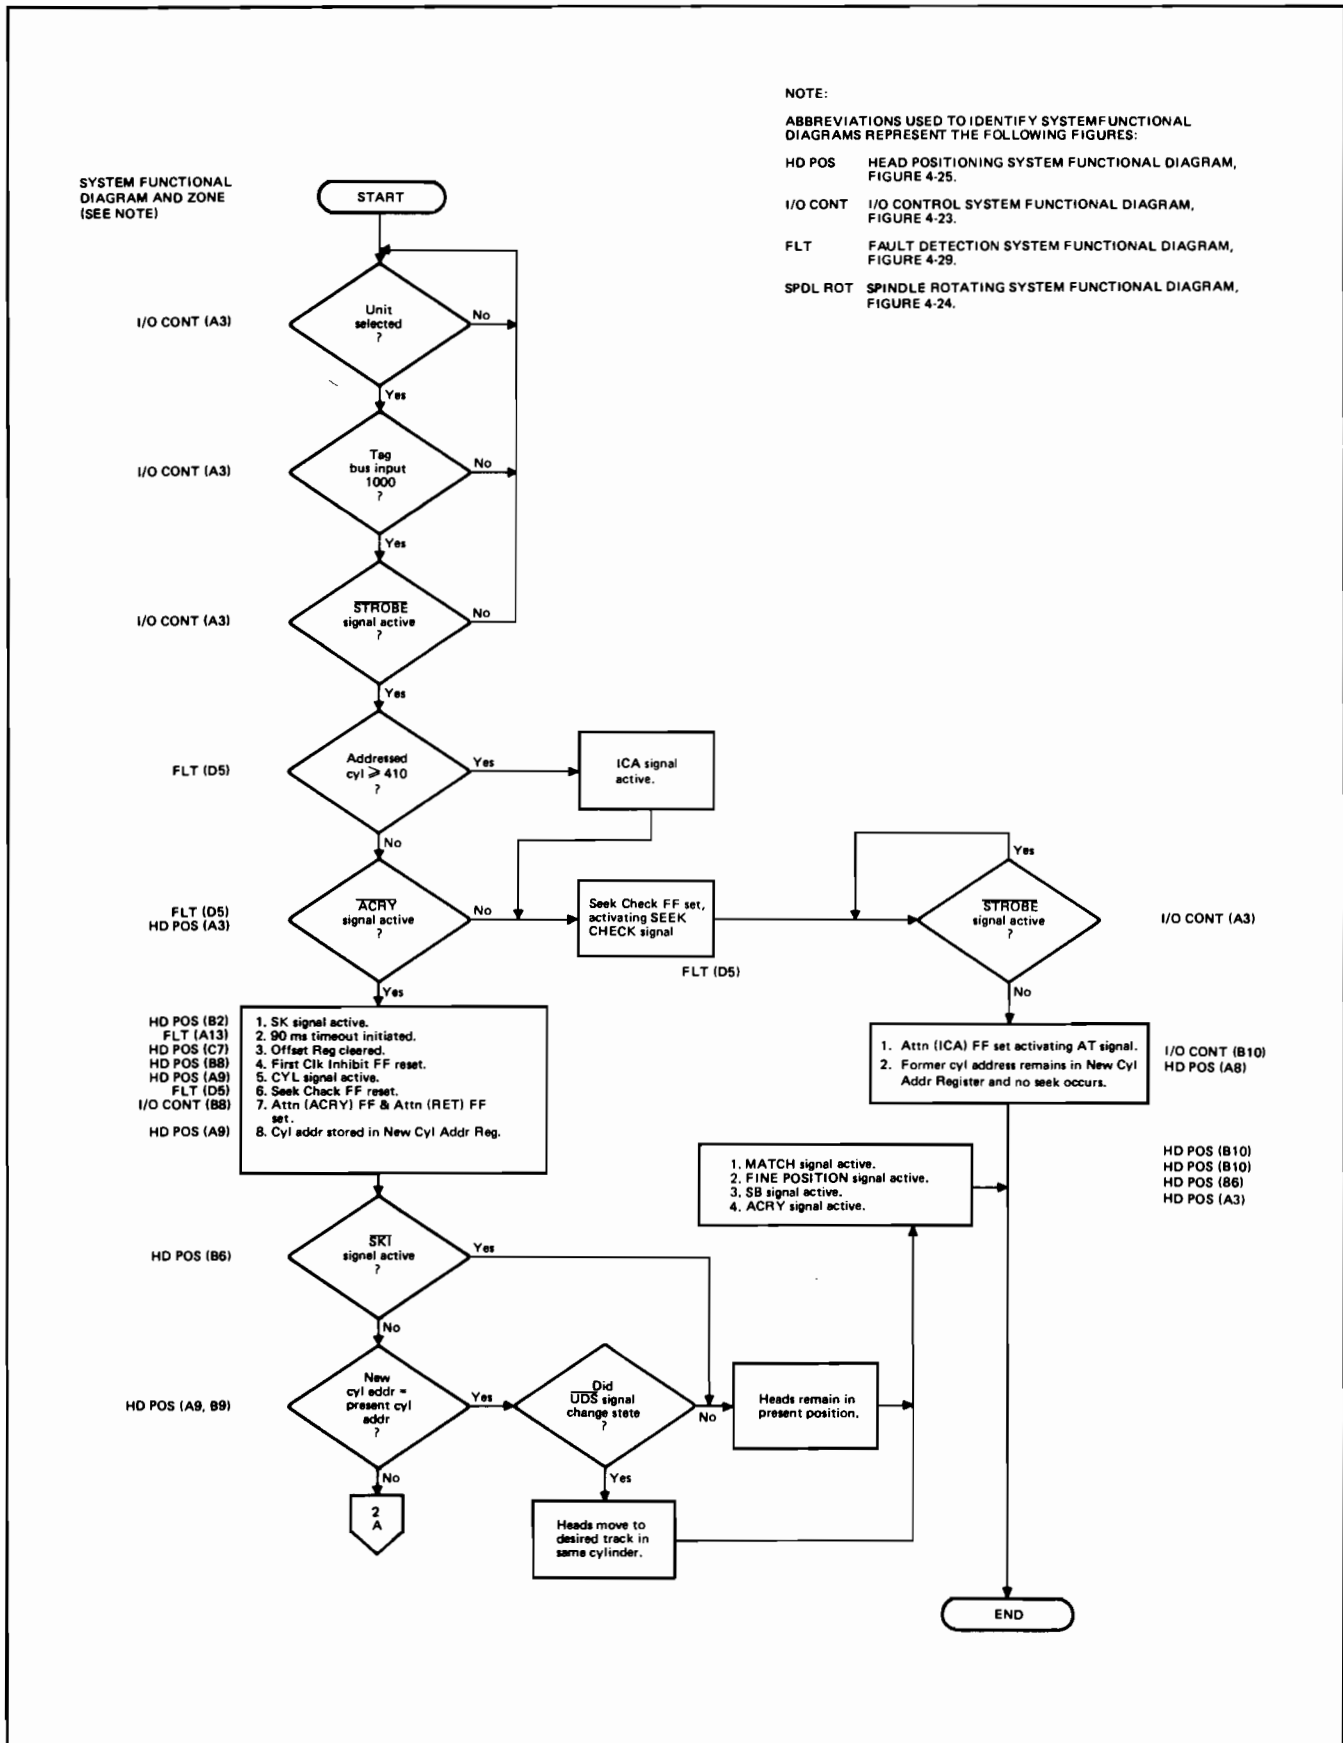 NOTE:
ABBREVIATIONS USED TO IDENTIFY SYSTEMFUNCTIONAL
DIAGRAMS REPRESENT THE FOLLOWING FIGURES:
HD POS HEAD POSITIONING SYSTEM FUNCTIONAL DIAGRAM,
FIGURE 4-25.
I/O CONT I/O CONTROL SYSTEM FUNCTIONAL DIAGRAM,
FIGURE 4-23.
FLT FAULT DETECTION SYSTEM FUNCTIONAL DIAGRAM,
FIGURE 4-29.
SPDL ROT SPINDLE ROTATING SYSTEM FUNCTIONAL DIAGRAM,
FIGURE 4-24.
SYSTEM FUNCTIONAL
DIAGRAM AND ZONE
(SEE NOTE)
START
I/O CONT (A3)
Unit
selected
?
No
Yes
I/O CONT (A3)
Tag
bus input
1000
?
No
Yes
I/O CONT (A3)
STROBE
signal active
?
No
Yes
FLT (D5)
Addressed
cyl ⩾ 410
?
Yes
No
ICA signal
active.
FLT (D5)
HD POS (A3)
ACRY
signal active
?
No
Yes
Seek Check FF set,
activating SEEK
CHECK signal
FLT (D5)
Yes
STROBE
signal active
?
No
I/O CONT (A3)
HD POS (B2)
FLT (A13)
HD POS (C7)
HD POS (B8)
HD POS (A9)
FLT (D5)
I/O CONT (B8)
HD POS (A9)
1. SK signal active.
2. 90 ms timeout initiated.
3. Offset Reg cleared.
4. First Clk Inhibit FF reset.
5. CYL signal active.
6. Seek Check FF reset.
7. Attn (ACRY) FF & Attn (RET) FF
set.
8. Cyl addr stored in New Cyl Addr Reg.
1. Attn (ICA) FF set activating AT signal.
2. Former cyl address remains in New Cyl
Addr Register and no seek occurs.
I/O CONT (B10)
HD POS (A8)
1. MATCH signal active.
2. FINE POSITION signal active.
3. SB signal active.
4. ACRY signal active.
HD POS (B10)
HD POS (B10)
HD POS (B6)
HD POS (A3)
HD POS (B6)
SKI
signal active
?
Yes
No
HD POS (A9, B9)
New
cyl addr =
present cyl
addr
?
Yes
No
Did
UDS signal
change state
?
No
Yes
Heads remain in
present position.
2
A
Heads move to
desired track in
same cylinder.
END